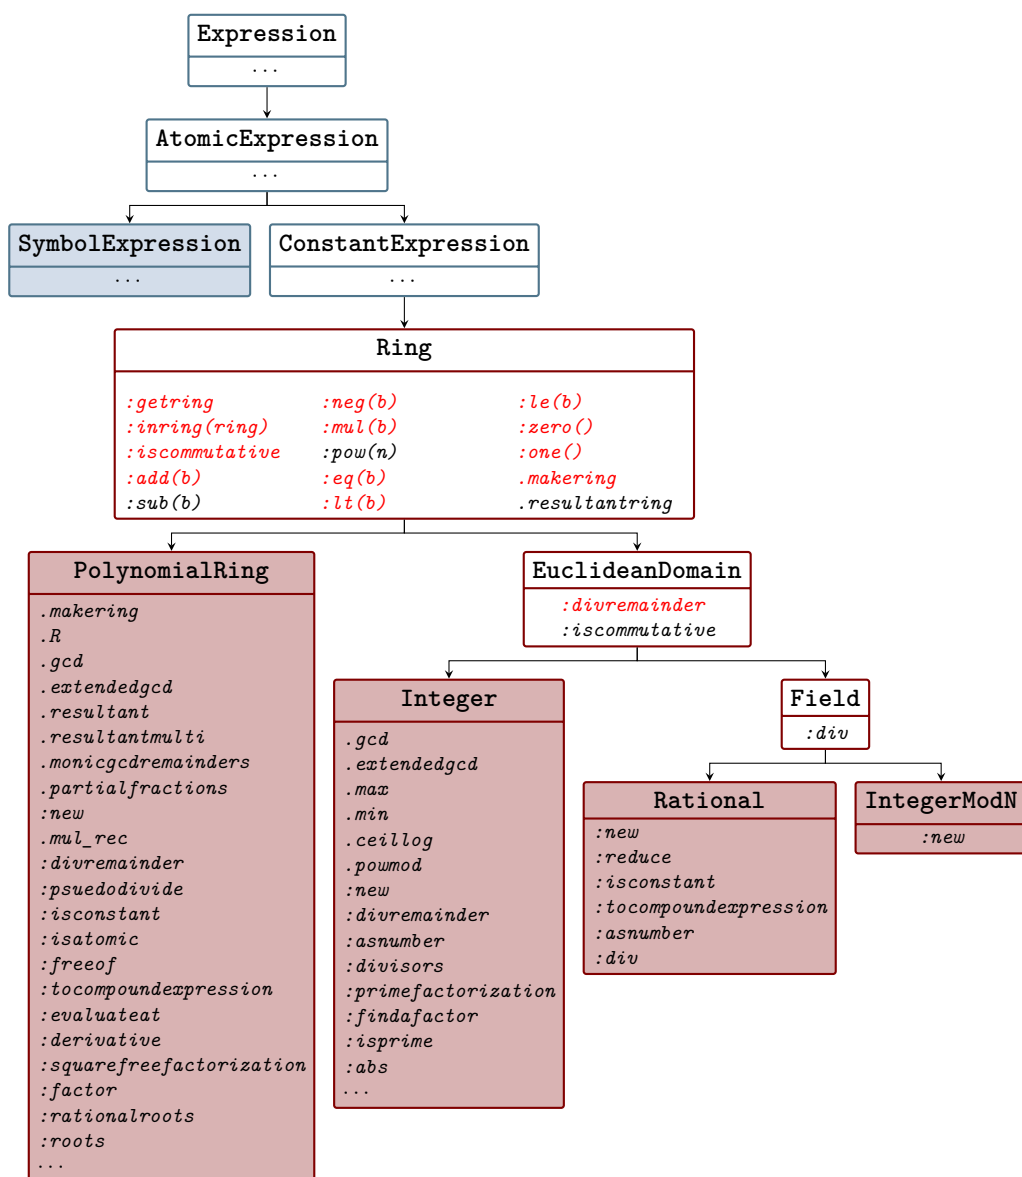 Expression
...
AtomicExpression
...
SymbolExpression
...
ConstantExpression
...
Ring
:getring :neg(b) :le(b)
:inring(ring) :mul(b) :zero()
:iscommutative :pow(n) :one()
:add(b) :eq(b) .makering
:sub(b) :lt(b) .resultantring
PolynomialRing
.makering
.R
.gcd
.extendedgcd
.resultant
.resultantmulti
.monicgcdremainders
.partialfractions
:new
.mul_rec
:divremainder
:psuedodivide
:isconstant
:isatomic
:freeof
:tocompoundexpression
:evaluateat
:derivative
:squarefreefactorization
:factor
:rationalroots
:roots
...
EuclideanDomain
:divremainder
:iscommutative
Integer
.gcd
.extendedgcd
.max
.min
.ceillog
.powmod
:new
:divremainder
:asnumber
:divisors
:primefactorization
:findafactor
:isprime
:abs
...
Field
:div
Rational
:new
:reduce
:isconstant
:tocompoundexpression
:asnumber
:div
IntegerModN
:new